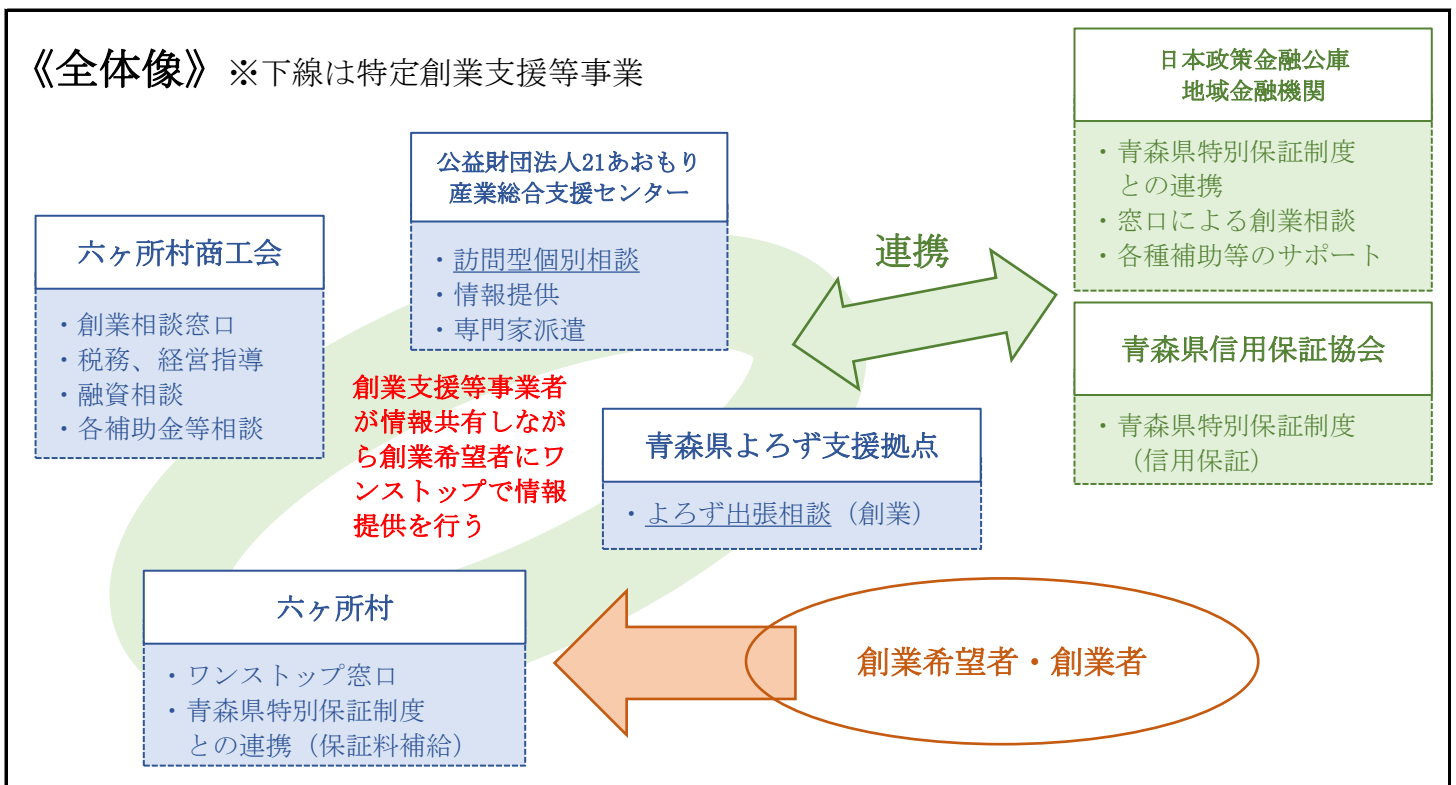 《全体像》※下線は特定創業支援等事業
日本政策金融公庫
地域金融機関
・青森県特別保証制度
との連携
・窓口による創業相談
・各種補助等のサポート
公益財団法人21あおもり
産業総合支援センター
・訪問型個別相談
・情報提供
・専門家派遣
六ヶ所村商工会
・創業相談窓口
・税務、経営指導
・融資相談
・各補助金等相談
連携
青森県信用保証協会
・青森県特別保証制度
（信用保証）
創業支援等事業者
が情報共有しなが
ら創業希望者にワ
ンストップで情報
提供を行う
青森県よろず支援拠点
・よろず出張相談（創業）
六ヶ所村
・ワンストップ窓口
・青森県特別保証制度
との連携（保証料補給）
創業希望者・創業者